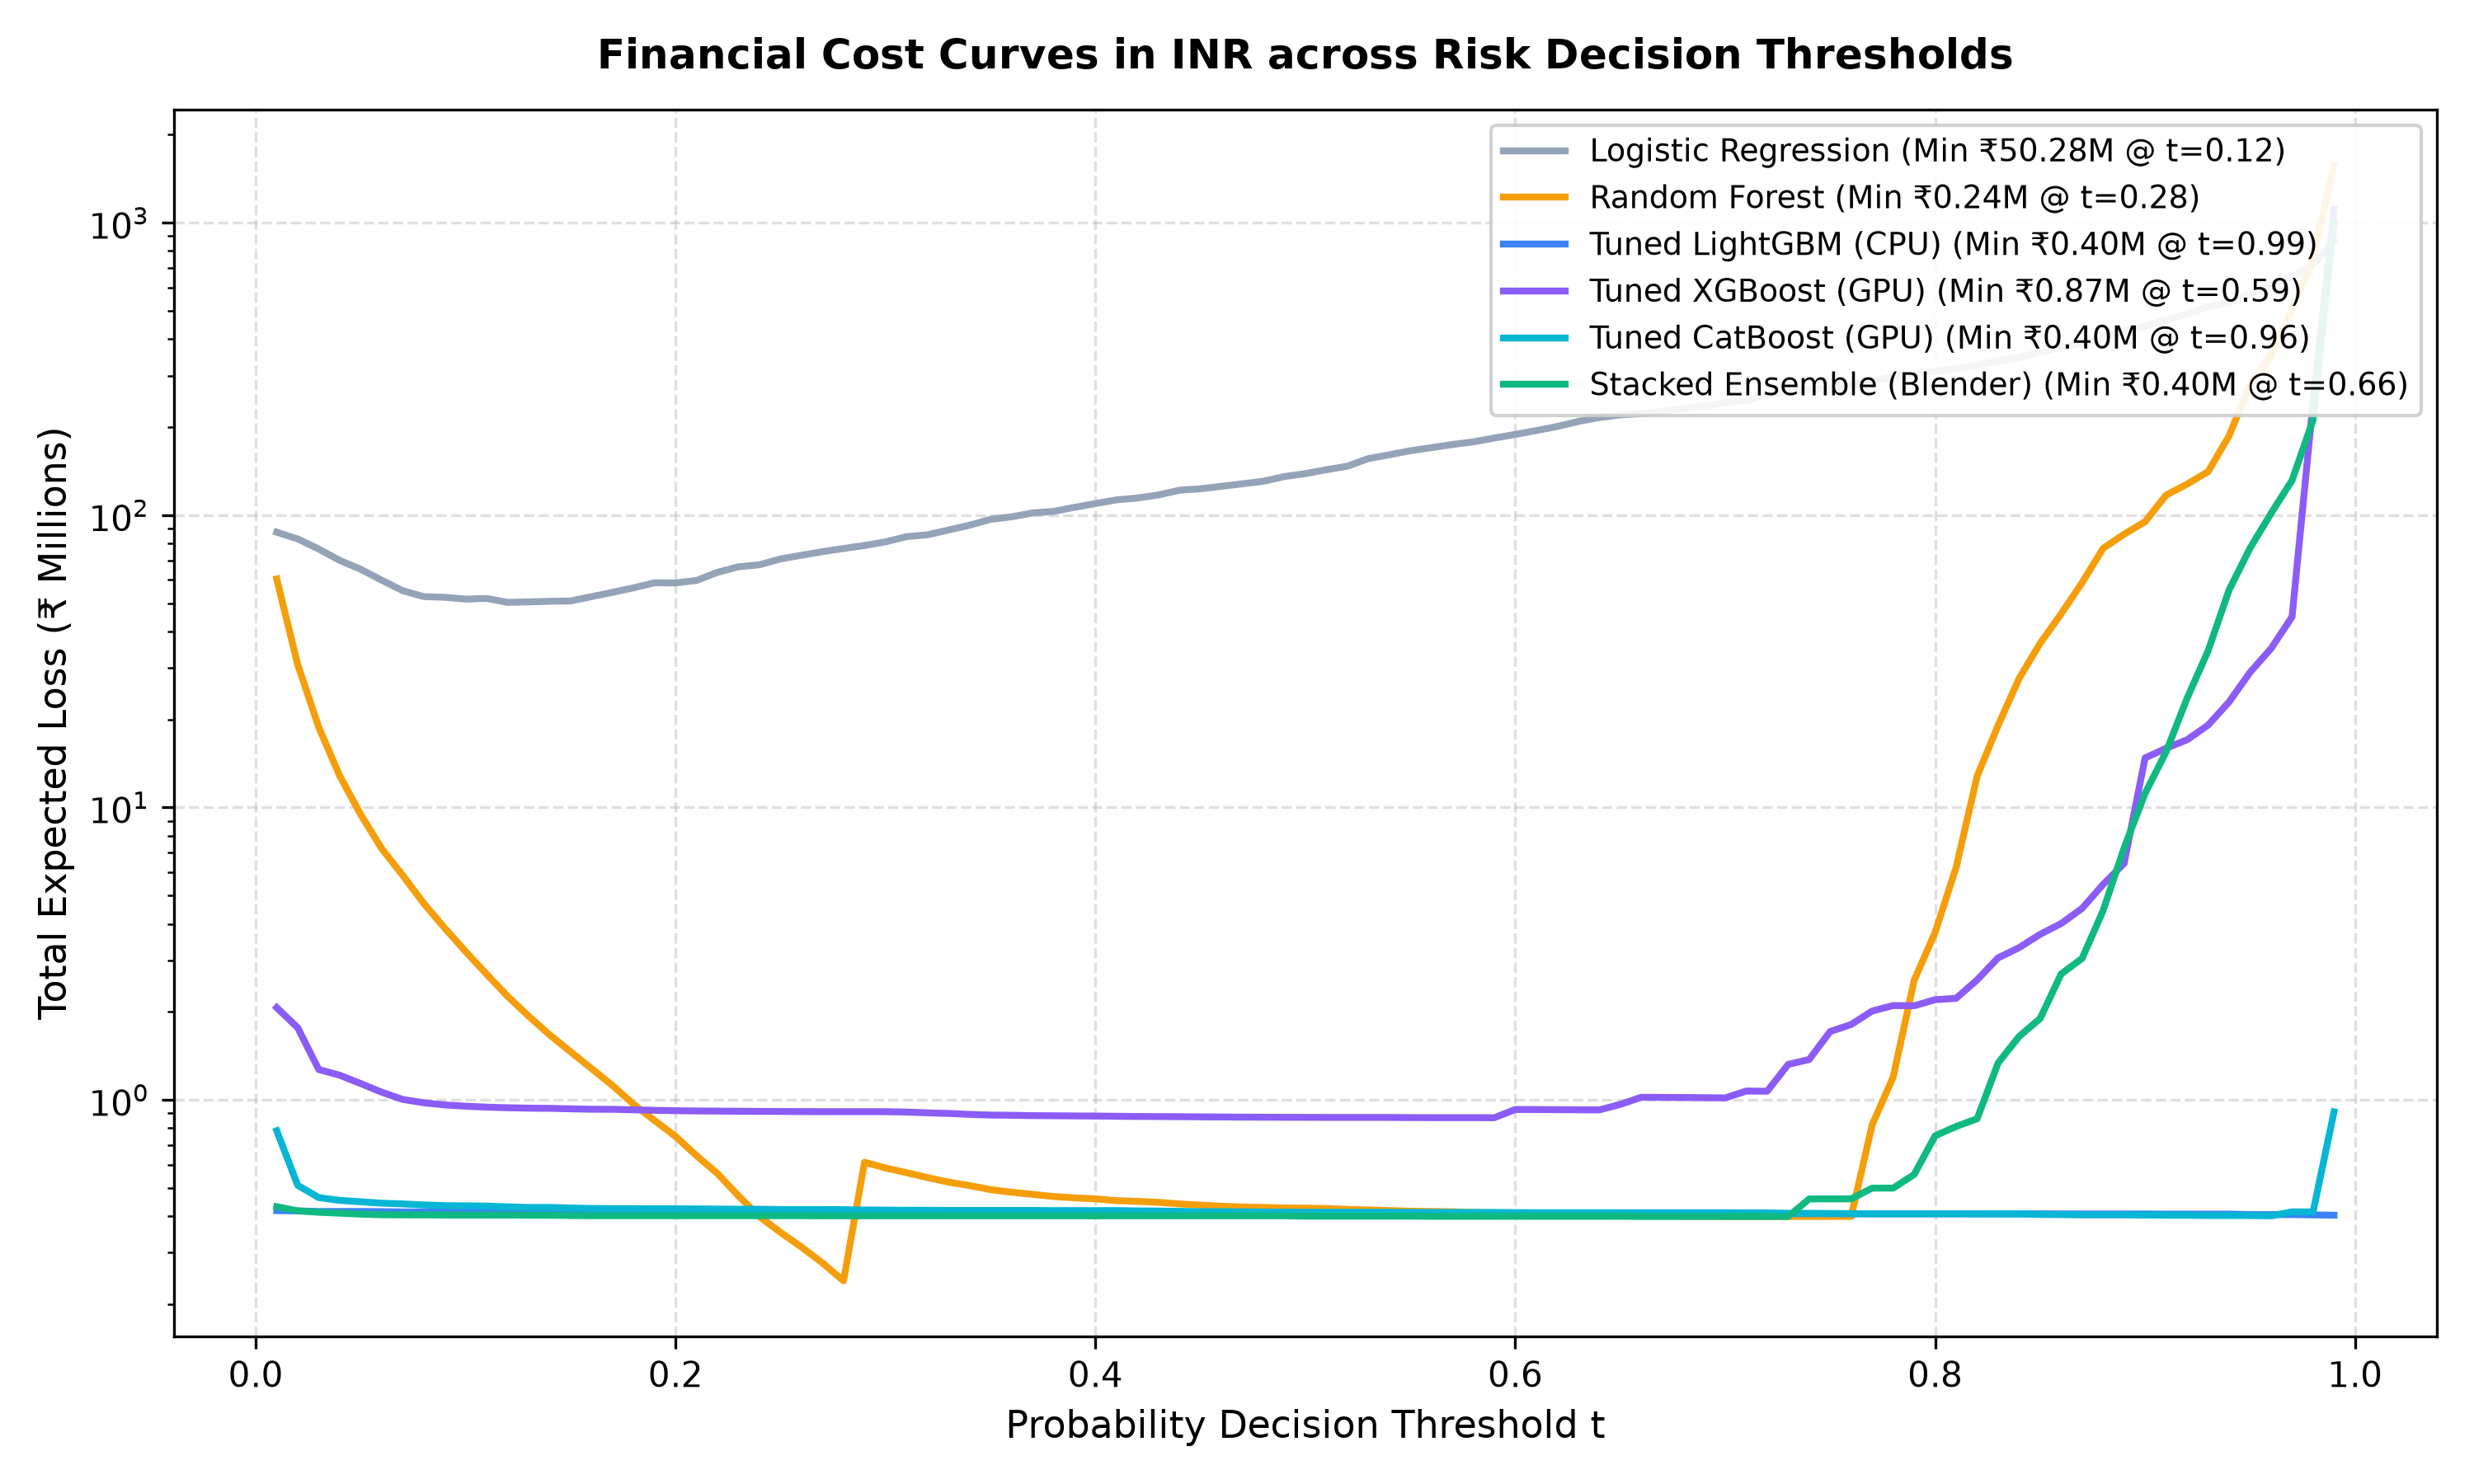 Financial Cost Curves in INR across Risk Decision Thresholds
Logistic Regression (Min ₹50.28M @ t=0.12)
Random Forest (Min ₹0.24M @ t=0.28)
Tuned LightGBM (CPU) (Min ₹0.40M @ t=0.99)
Tuned XGBoost (GPU) (Min ₹0.87M @ t=0.59)
Tuned CatBoost (GPU) (Min ₹0.40M @ t=0.96)
Stacked Ensemble (Blender) (Min ₹0.40M @ t=0.66)
Total Expected Loss (₹ Millions)
10³
10²
10¹
10⁰
0.0 0.2 0.4 0.6 0.8 1.0
Probability Decision Threshold t